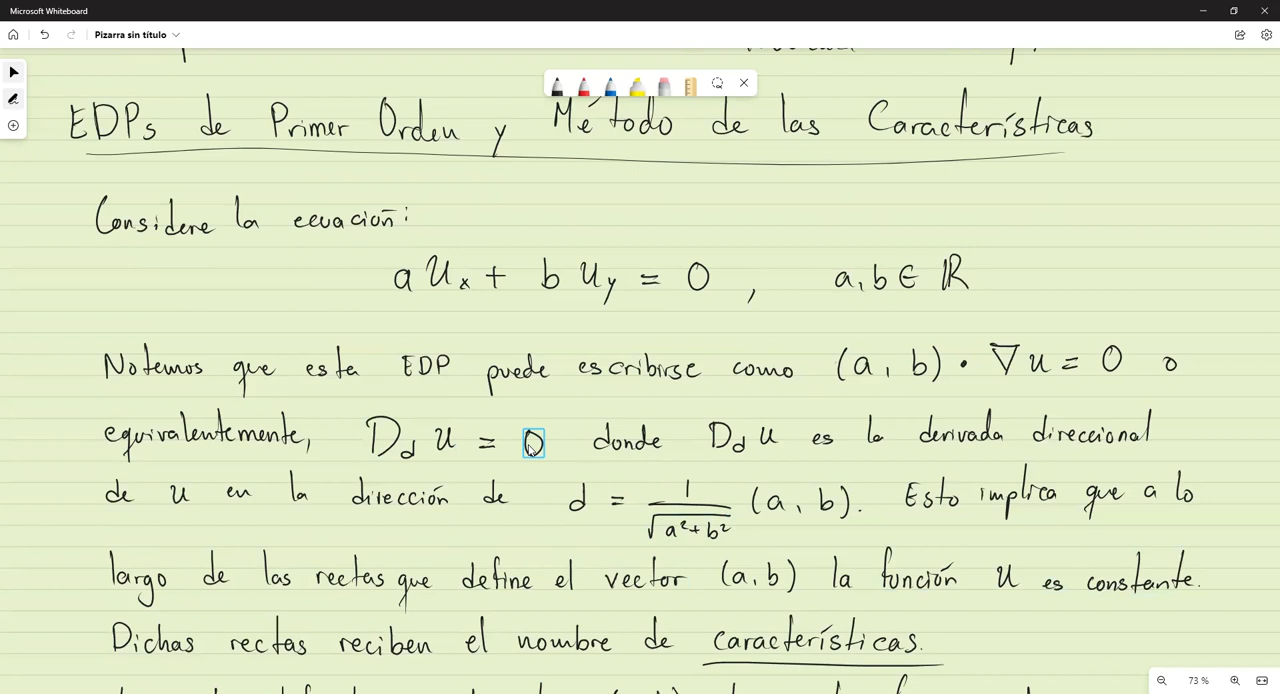 Microsoft Whiteboard
Pizarra sin título
EDPs de Primer Orden y Método de las Características
Considere la ecuación:
a u_x + b u_y = 0 , a, b ∈ ℝ
Notemos que esta EDP puede escribirse como (a, b) · ∇u = 0 o
equivalentemente, D_d u = 0 donde D_d u es la derivada direccional
de u en la dirección de d = 1/√(a²+b²) (a, b). Esto implica que a lo
largo de las rectas que define el vector (a, b) la función u es constante.
Dichas rectas reciben el nombre de características.
73 %